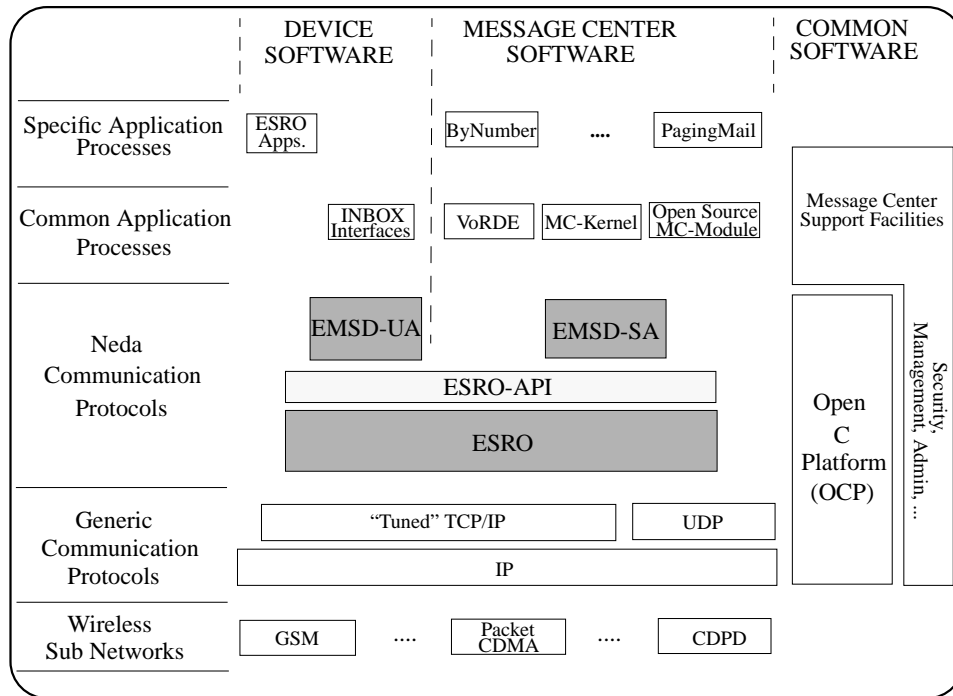 DEVICE
SOFTWARE
MESSAGE CENTER
SOFTWARE
COMMON
SOFTWARE
Specific Application
Processes
ESRO
Apps.
ByNumber
....
PagingMail
Common Application
Processes
INBOX
Interfaces
VoRDE
MC-Kernel
Open Source
MC-Module
Message Center
Support Facilities
Neda
Communication
Protocols
EMSD-UA
EMSD-SA
ESRO-API
ESRO
Open
C
Platform
(OCP)
Security,
Management, Admin, ...
Generic
Communication
Protocols
“Tuned” TCP/IP
UDP
IP
Wireless
Sub Networks
GSM
....
Packet
CDMA
....
CDPD